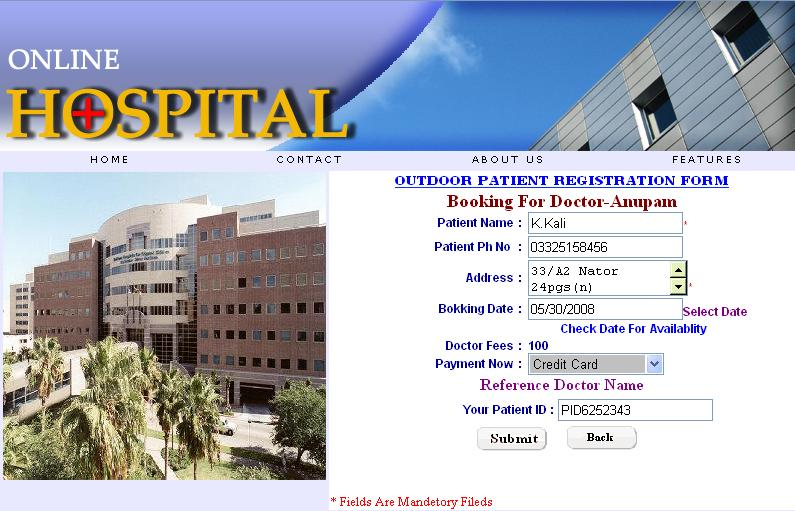 ONLINE
HOSPITAL
HOME CONTACT ABOUT US FEATURES
OUTDOOR PATIENT REGISTRATION FORM
Booking For Doctor-Anupam
Patient Name : K.Kali *
Patient Ph No : 03325158456
Address : 33/A2 Nator
24pgs(n) *
Bokking Date : 05/30/2008 Select Date
Check Date For Availablity
Doctor Fees : 100
Payment Now : Credit Card
Reference Doctor Name
Your Patient ID : PID6252343
Submit Back
* Fields Are Mandetory Fileds